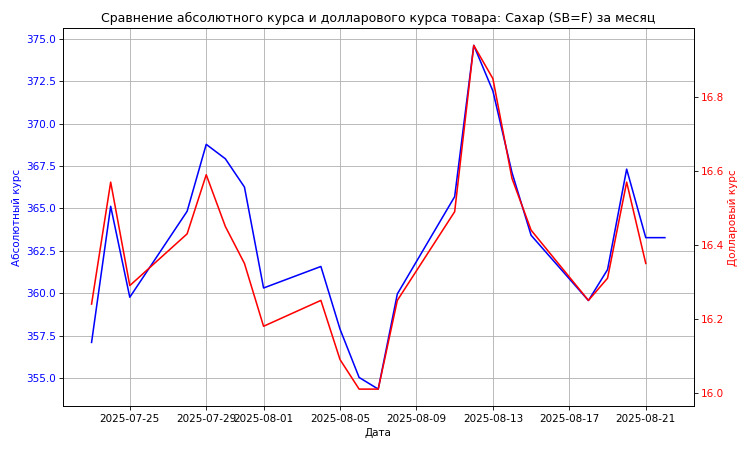 Сравнение абсолютного курса и долларового курса товара: Сахар (SB=F) за месяц
375.0
372.5
370.0
367.5
365.0
362.5
360.0
357.5
355.0
Абсолютный курс
16.8
16.6
16.4
16.2
16.0
Долларовый курс
2025-07-25 2025-07-29 2025-08-01 2025-08-05 2025-08-09 2025-08-13 2025-08-17 2025-08-21
Дата